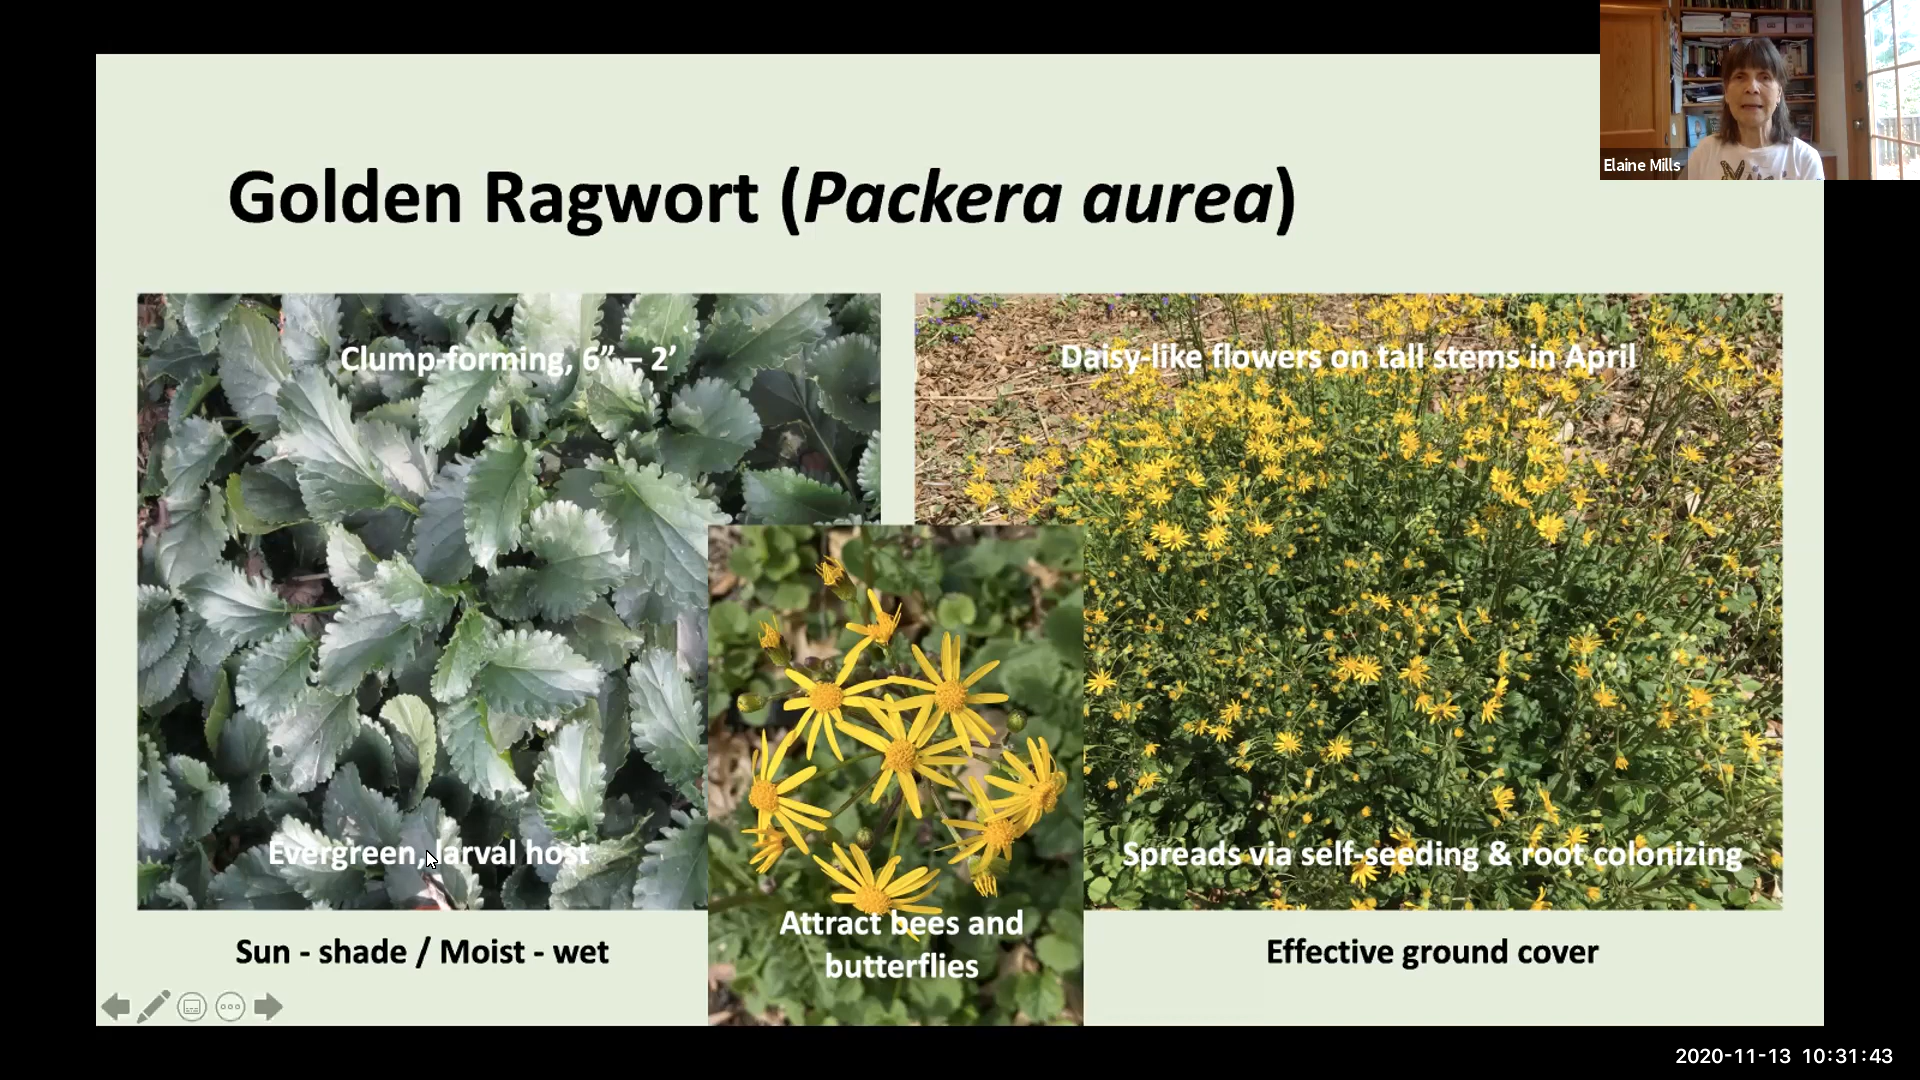 Elaine Mills
Golden Ragwort (Packera aurea)
Clump-forming, 6” – 2’
Daisy-like flowers on tall stems in April
Evergreen, larval host
Spreads via self-seeding & root colonizing
Attract bees and
butterflies
Sun - shade / Moist - wet
Effective ground cover
2020-11-13 10:31:43